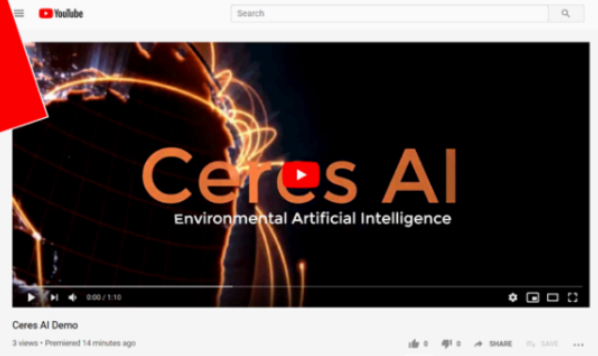 YouTube
Search
Ceres AI
Environmental Artificial Intelligence
0:00 / 1:10
Ceres AI Demo
3 views • Premiered 14 minutes ago
0 0 SHARE SAVE